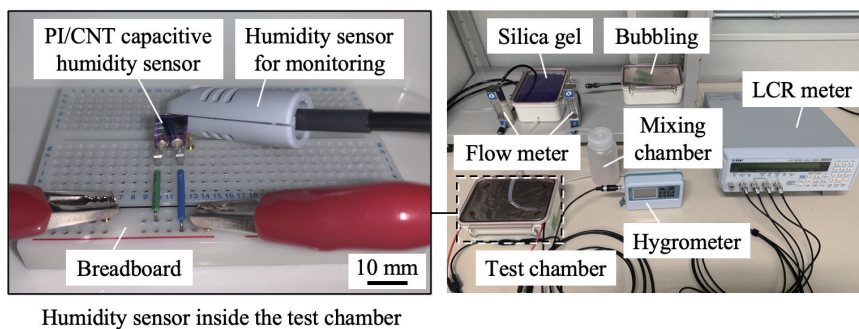 PI/CNT capacitive
humidity sensor
Humidity sensor
for monitoring
Breadboard
10 mm
Humidity sensor inside the test chamber
Silica gel
Bubbling
LCR meter
Flow meter
Mixing
chamber
Hygrometer
Test chamber